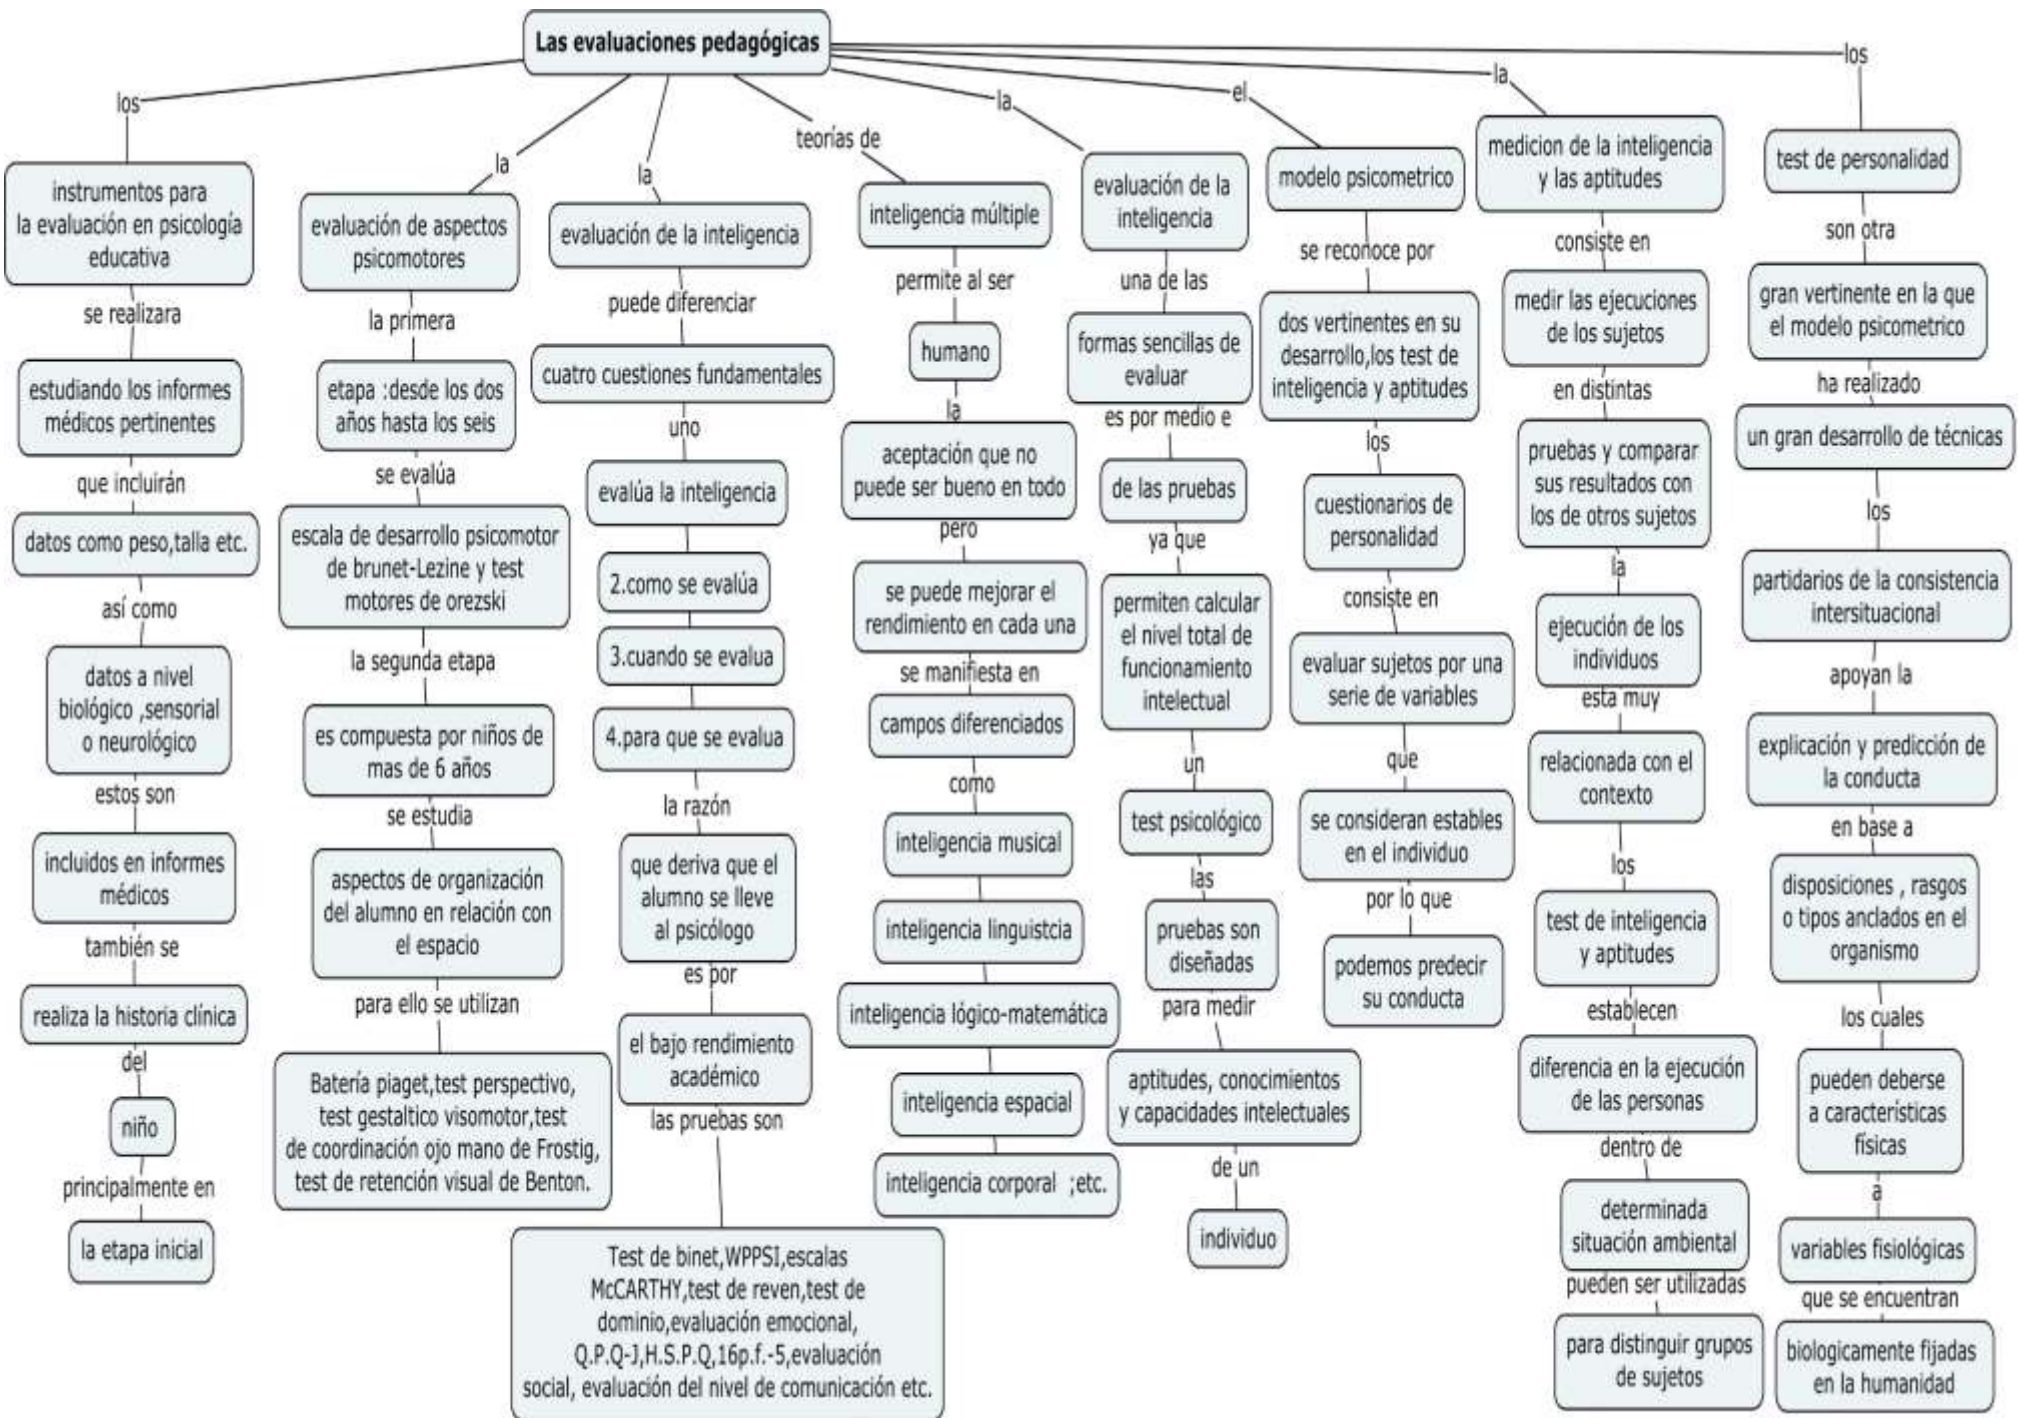 Las evaluaciones pedagógicas
los
instrumentos para
la evaluación en psicología
educativa
se realizara
estudiando los informes
médicos pertinentes
que incluirán
datos como peso,talla etc.
así como
datos a nivel
biológico ,sensorial
o neurológico
estos son
incluidos en informes
médicos
también se
realiza la historia clínica
del
niño
principalmente en
la etapa inicial
la
evaluación de aspectos
psicomotores
la primera
etapa :desde los dos
años hasta los seis
se evalúa
escala de desarrollo psicomotor
de brunet-Lezine y test
motores de orezski
la segunda etapa
es compuesta por niños de
mas de 6 años
se estudia
aspectos de organización
del alumno en relación con
el espacio
para ello se utilizan
Batería piaget,test perspectivo,
test gestaltico visomotor,test
de coordinación ojo mano de Frostig,
test de retención visual de Benton.
la
evaluación de la inteligencia
puede diferenciar
cuatro cuestiones fundamentales
uno
evalúa la inteligencia
2.como se evalúa
3.cuando se evalua
4.para que se evalua
la razón
que deriva que el
alumno se lleve
al psicólogo
es por
el bajo rendimiento
académico
las pruebas son
Test de binet,WPPSI,escalas
McCARTHY,test de reven,test de
dominio,evaluación emocional,
Q.P.Q-J,H.S.P.Q,16p.f.-5,evaluación
social, evaluación del nivel de comunicación etc.
teorías de
inteligencia múltiple
permite al ser
humano
la
aceptación que no
puede ser bueno en todo
pero
se puede mejorar el
rendimiento en cada una
se manifiesta en
campos diferenciados
como
inteligencia musical
inteligencia linguistcia
inteligencia lógico-matemática
inteligencia espacial
inteligencia corporal ;etc.
la
evaluación de la
inteligencia
una de las
formas sencillas de
evaluar
es por medio e
de las pruebas
ya que
permiten calcular
el nivel total de
funcionamiento
intelectual
un
test psicológico
las
pruebas son
diseñadas
para medir
aptitudes, conocimientos
y capacidades intelectuales
de un
individuo
el
modelo psicometrico
se reconoce por
dos vertinentes en su
desarrollo,los test de
inteligencia y aptitudes
los
cuestionarios de
personalidad
consiste en
evaluar sujetos por una
serie de variables
que
se consideran estables
en el individuo
por lo que
podemos predecir
su conducta
la
medicion de la inteligencia
y las aptitudes
consiste en
medir las ejecuciones
de los sujetos
en distintas
pruebas y comparar
sus resultados con
los de otros sujetos
la
ejecución de los
individuos
esta muy
relacionada con el
contexto
los
test de inteligencia
y aptitudes
establecen
diferencia en la ejecución
de las personas
dentro de
determinada
situación ambiental
pueden ser utilizadas
para distinguir grupos
de sujetos
los
test de personalidad
son otra
gran vertinente en la que
el modelo psicometrico
ha realizado
un gran desarrollo de técnicas
los
partidarios de la consistencia
intersituacional
apoyan la
explicación y predicción de
la conducta
en base a
disposiciones , rasgos
o tipos anclados en el
organismo
los cuales
pueden deberse
a características
físicas
a
variables fisiológicas
que se encuentran
biologicamente fijadas
en la humanidad